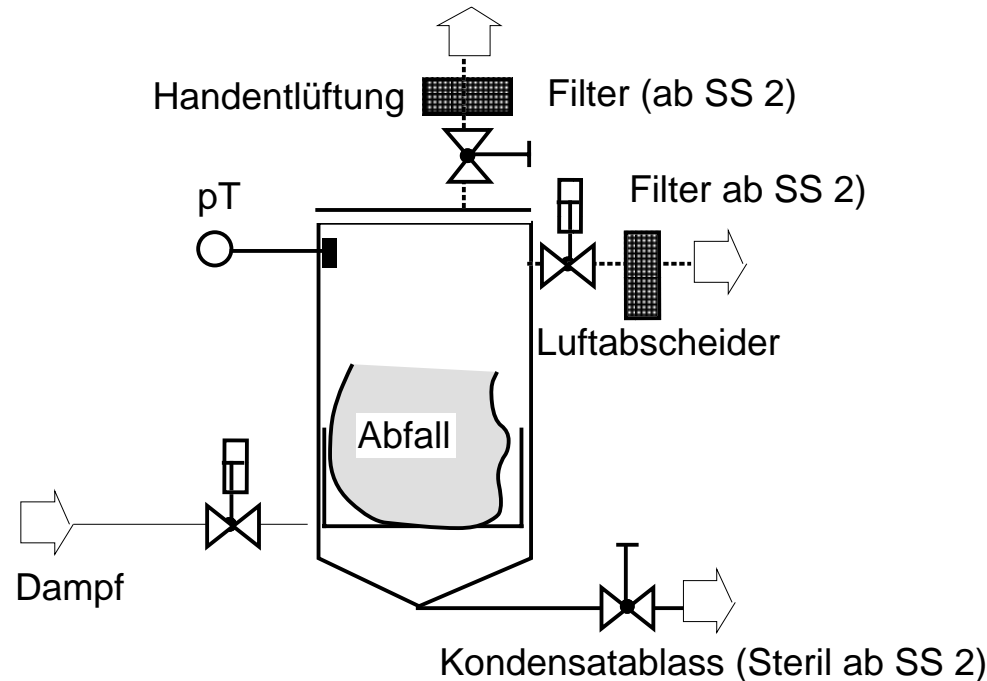 Handentlüftung
Filter (ab SS 2)
pT
Filter ab SS 2)
Luftabscheider
Abfall
Dampf
Kondensatablass (Steril ab SS 2)